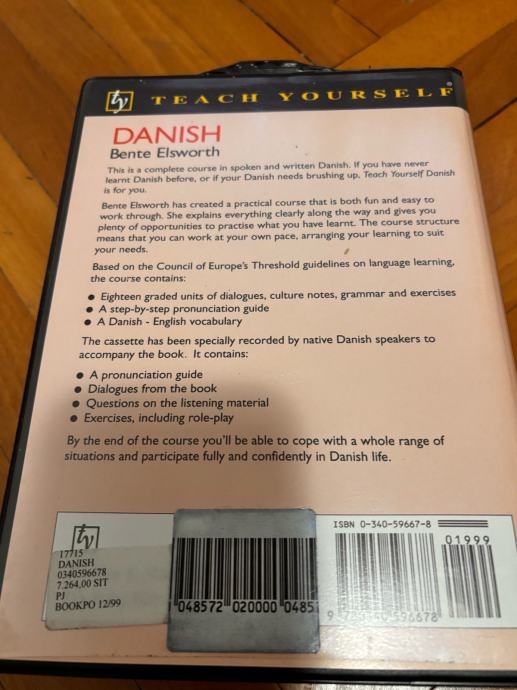 ty TEACH YOURSELF®
DANISH
Bente Elsworth
This is a complete course in spoken and written Danish. If you have never
learnt Danish before, or if your Danish needs brushing up, Teach Yourself Danish
is for you.
Bente Elsworth has created a practical course that is both fun and easy to
work through. She explains everything clearly along the way and gives you
plenty of opportunities to practise what you have learnt. The course structure
means that you can work at your own pace, arranging your learning to suit
your needs.
Based on the Council of Europe's Threshold guidelines on language learning,
the course contains:
● Eighteen graded units of dialogues, culture notes, grammar and exercises
● A step-by-step pronunciation guide
● A Danish - English vocabulary
The cassette has been specially recorded by native Danish speakers to
accompany the book. It contains:
● A pronunciation guide
● Dialogues from the book
● Questions on the listening material
● Exercises, including role-play
By the end of the course you'll be able to cope with a whole range of
situations and participate fully and confidently in Danish life.
ty
17715
DANISH
0340596678
7.264,00 SIT
PJ
BOOKPO 12/99
048572 020000 0485
ISBN 0-340-59667-8
01999
596678